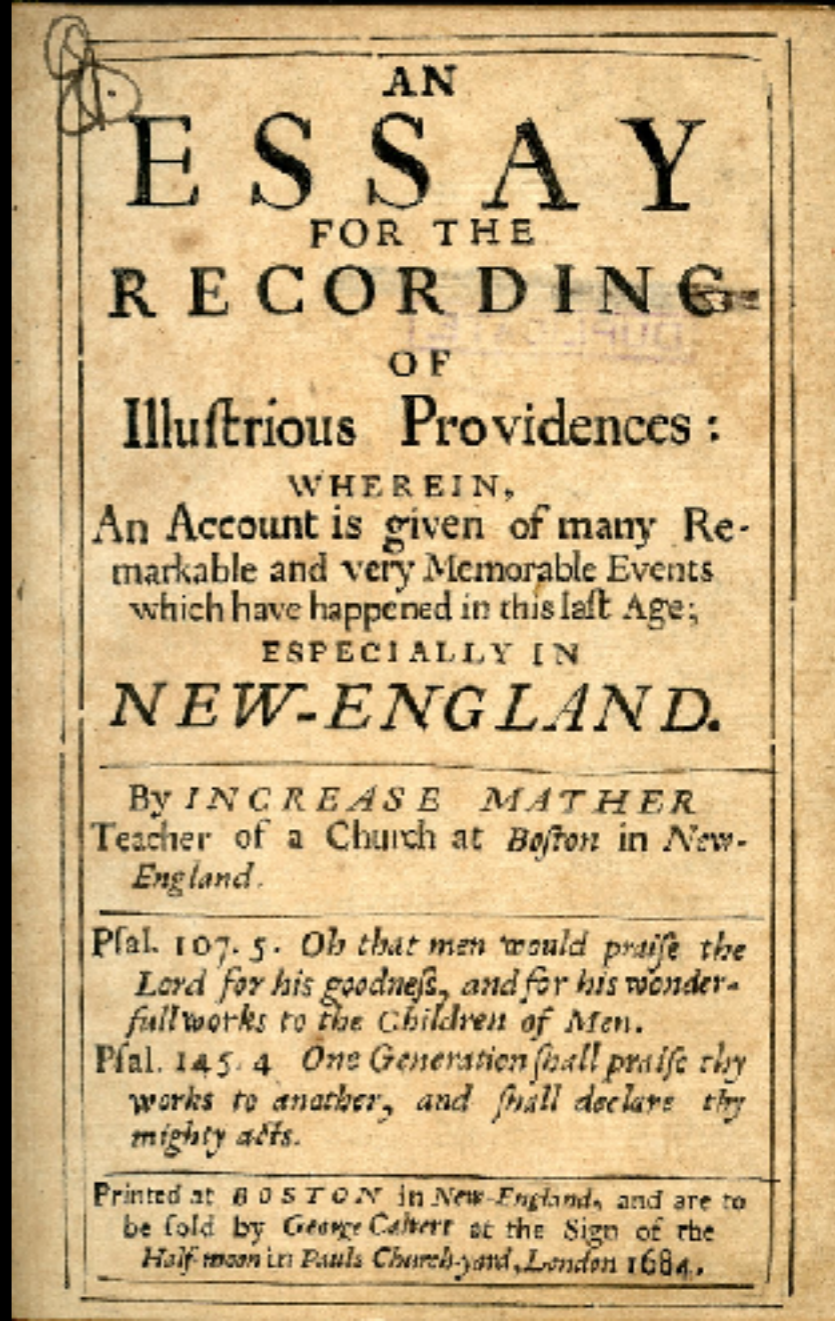 AN
ESSAY
FOR THE
RECORDING
OF
Illuſtrious Providences:
WHEREIN,
An Account is given of many Re-
markable and very Memorable Events
which have happened in this laſt Age;
ESPECIALLY IN
NEW-ENGLAND.
By INCREASE MATHER
Teacher of a Church at Boſton in New-
England.
Pſal. 107. 5. Oh that men would praiſe the
Lord for his goodneſs, and for his wonder-
full works to the Children of Men.
Pſal. 145. 4 One Generation ſhall praiſe thy
works to another, and ſhall declare thy
mighty acts.
Printed at BOSTON in New-England, and are to
be ſold by George Calvert at the Sign of the
Half-moon in Pauls Church-yard, London 1684.